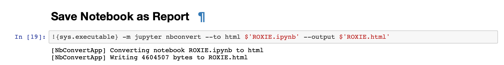 Save Notebook as Report ¶
In [19]: !{sys.executable} -m jupyter nbconvert --to html $'ROXIE.ipynb' --output $'ROXIE.html'
[NbConvertApp] Converting notebook ROXIE.ipynb to html
[NbConvertApp] Writing 4604507 bytes to ROXIE.html